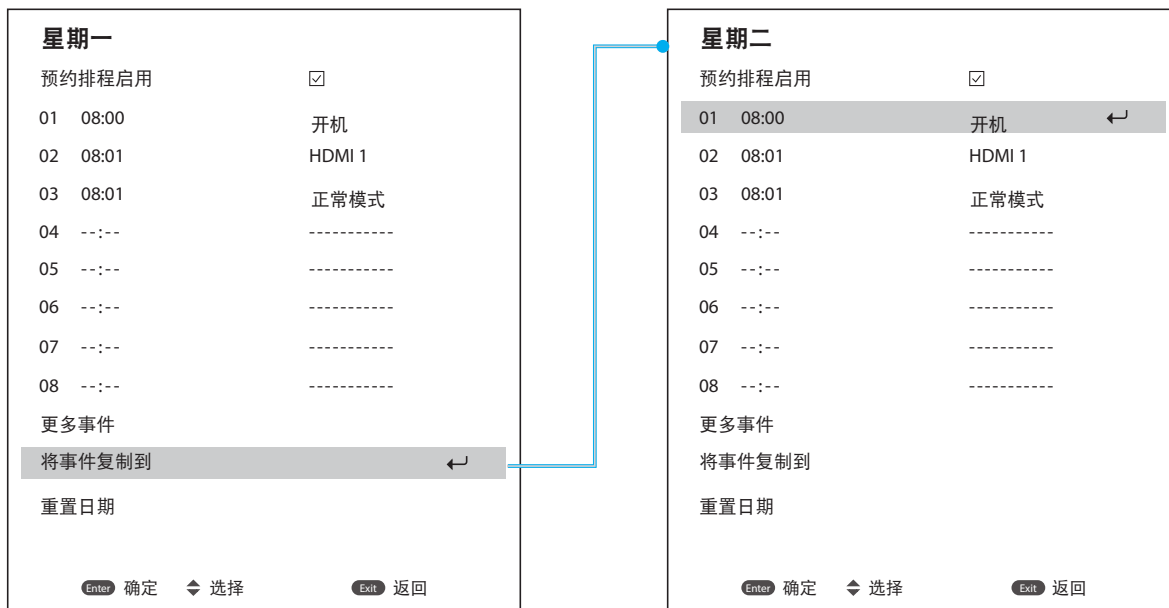 星期一
预约排程启用
01 08:00 开机
02 08:01 HDMI 1
03 08:01 正常模式
04 --:-- -----------
05 --:-- -----------
06 --:-- -----------
07 --:-- -----------
08 --:-- -----------
更多事件
将事件复制到
重置日期
Enter 确定 选择 Exit 返回
星期二
预约排程启用
01 08:00 开机
02 08:01 HDMI 1
03 08:01 正常模式
04 --:-- -----------
05 --:-- -----------
06 --:-- -----------
07 --:-- -----------
08 --:-- -----------
更多事件
将事件复制到
重置日期
Enter 确定 选择 Exit 返回